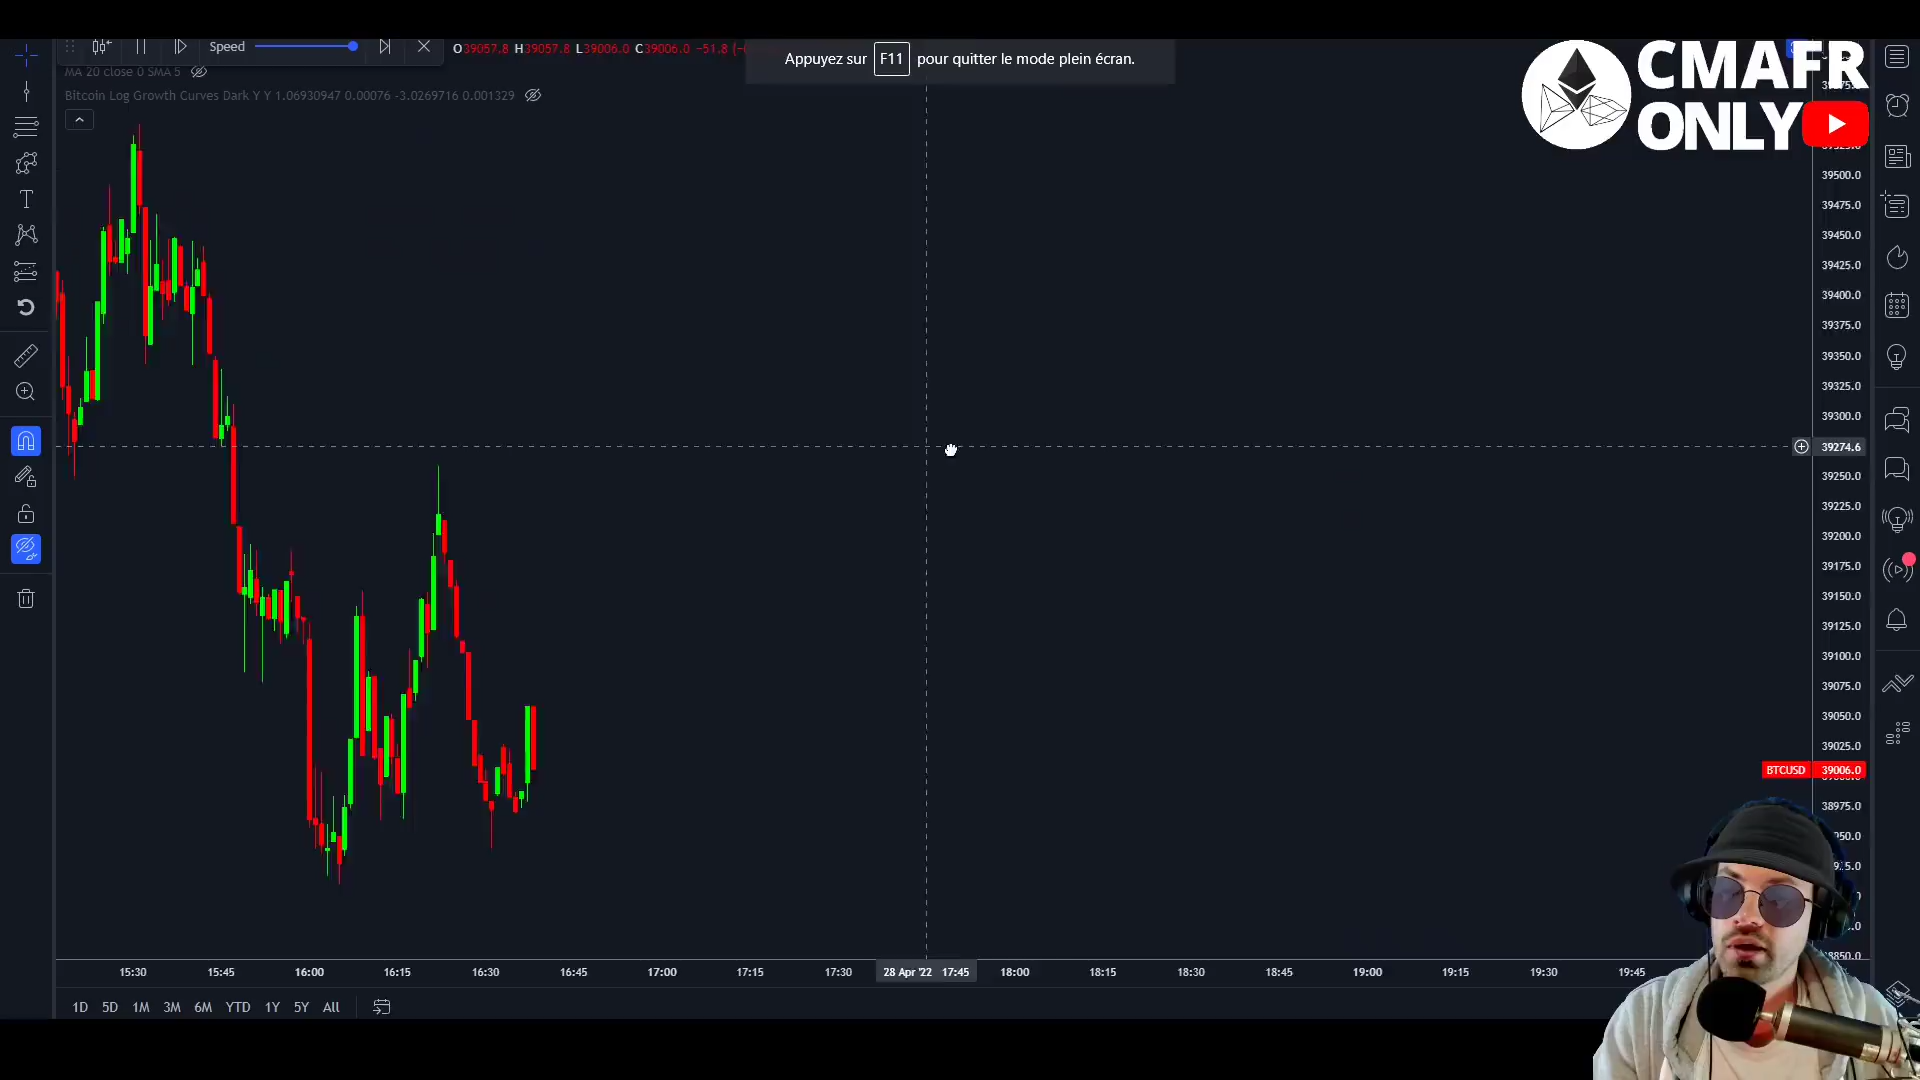 Speed
O39057.8 H39057.8 L39006.0 C39006.0 −51.8
Appuyez sur F11 pour quitter le mode plein écran.
CMAFR
ONLY
MA 20 close 0 SMA 5
Bitcoin Log Growth Curves Dark Y Y 1.06930947 0.00076 -3.0269716 0.001329
39500.0
39475.0
39450.0
39425.0
39400.0
39375.0
39350.0
39325.0
39300.0
39274.6
39250.0
39225.0
39200.0
39175.0
39150.0
39125.0
39100.0
39075.0
39050.0
39025.0
BTCUSD 39006.0
38975.0
15:30 15:45 16:00 16:15 16:30 16:45 17:00 17:15 17:30 28 Apr '22 17:45 18:00 18:15 18:30 18:45 19:00 19:15 19:30 19:45
1D 5D 1M 3M 6M YTD 1Y 5Y All